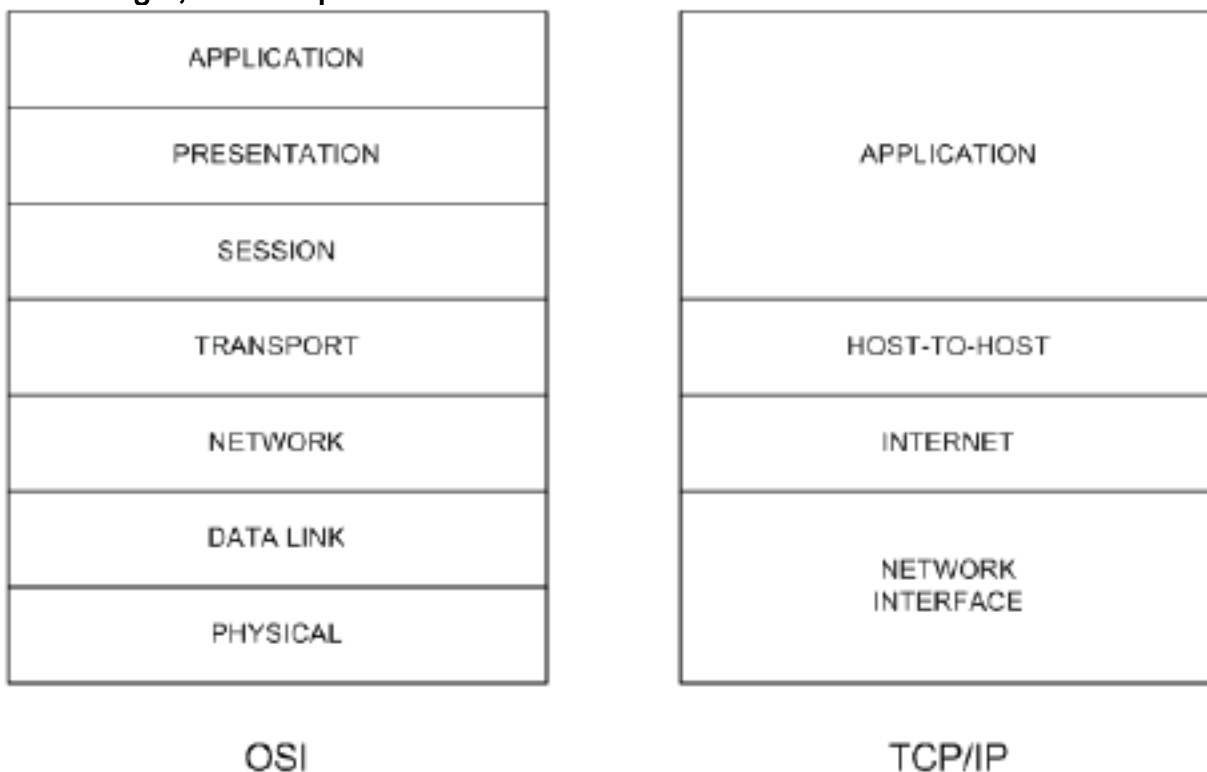 APPLICATION
PRESENTATION
SESSION
TRANSPORT
NETWORK
DATA LINK
PHYSICAL
OSI
APPLICATION
HOST-TO-HOST
INTERNET
NETWORK
INTERFACE
TCP/IP